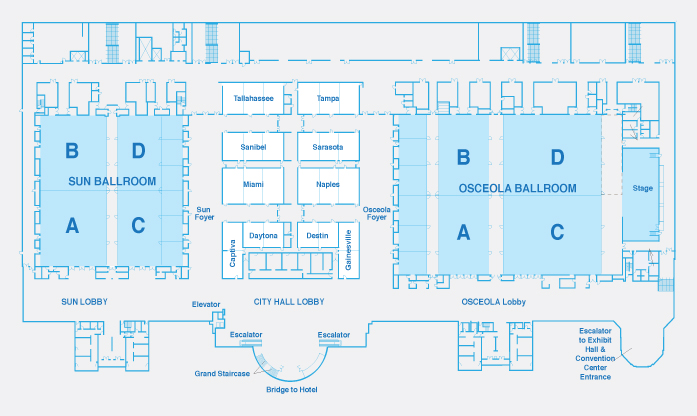 Tallahassee
Tampa
Sanibel
Sarasota
B
D
B
D
SUN BALLROOM
Miami
Naples
OSCEOLA BALLROOM
Stage
Sun
Foyer
Osceola
Foyer
A
C
A
C
Captiva
Daytona
Destin
Gainesville
SUN LOBBY
CITY HALL LOBBY
OSCEOLA Lobby
Elevator
Escalator
Escalator
Grand Staircase
Bridge to Hotel
Escalator
to Exhibit
Hall &
Convention
Center
Entrance